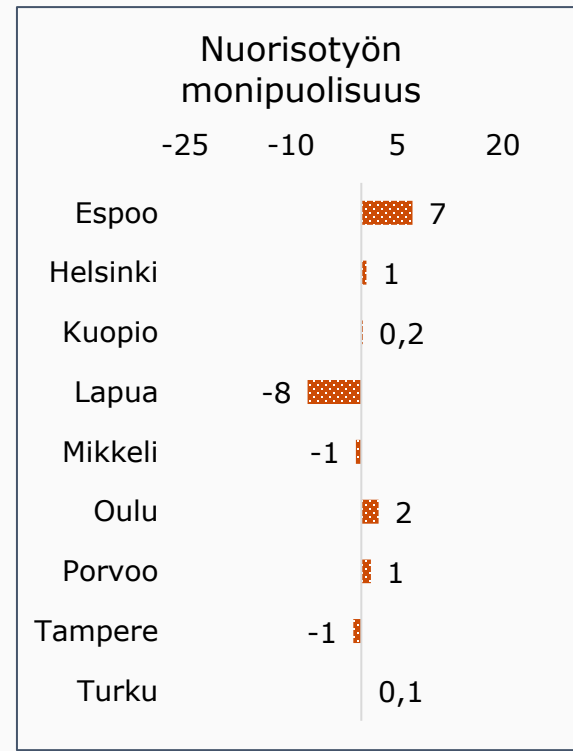 Nuorisotyön
monipuolisuus
-25 -10 5 20
Espoo 7
Helsinki 1
Kuopio 0,2
Lapua -8
Mikkeli -1
Oulu 2
Porvoo 1
Tampere -1
Turku 0,1